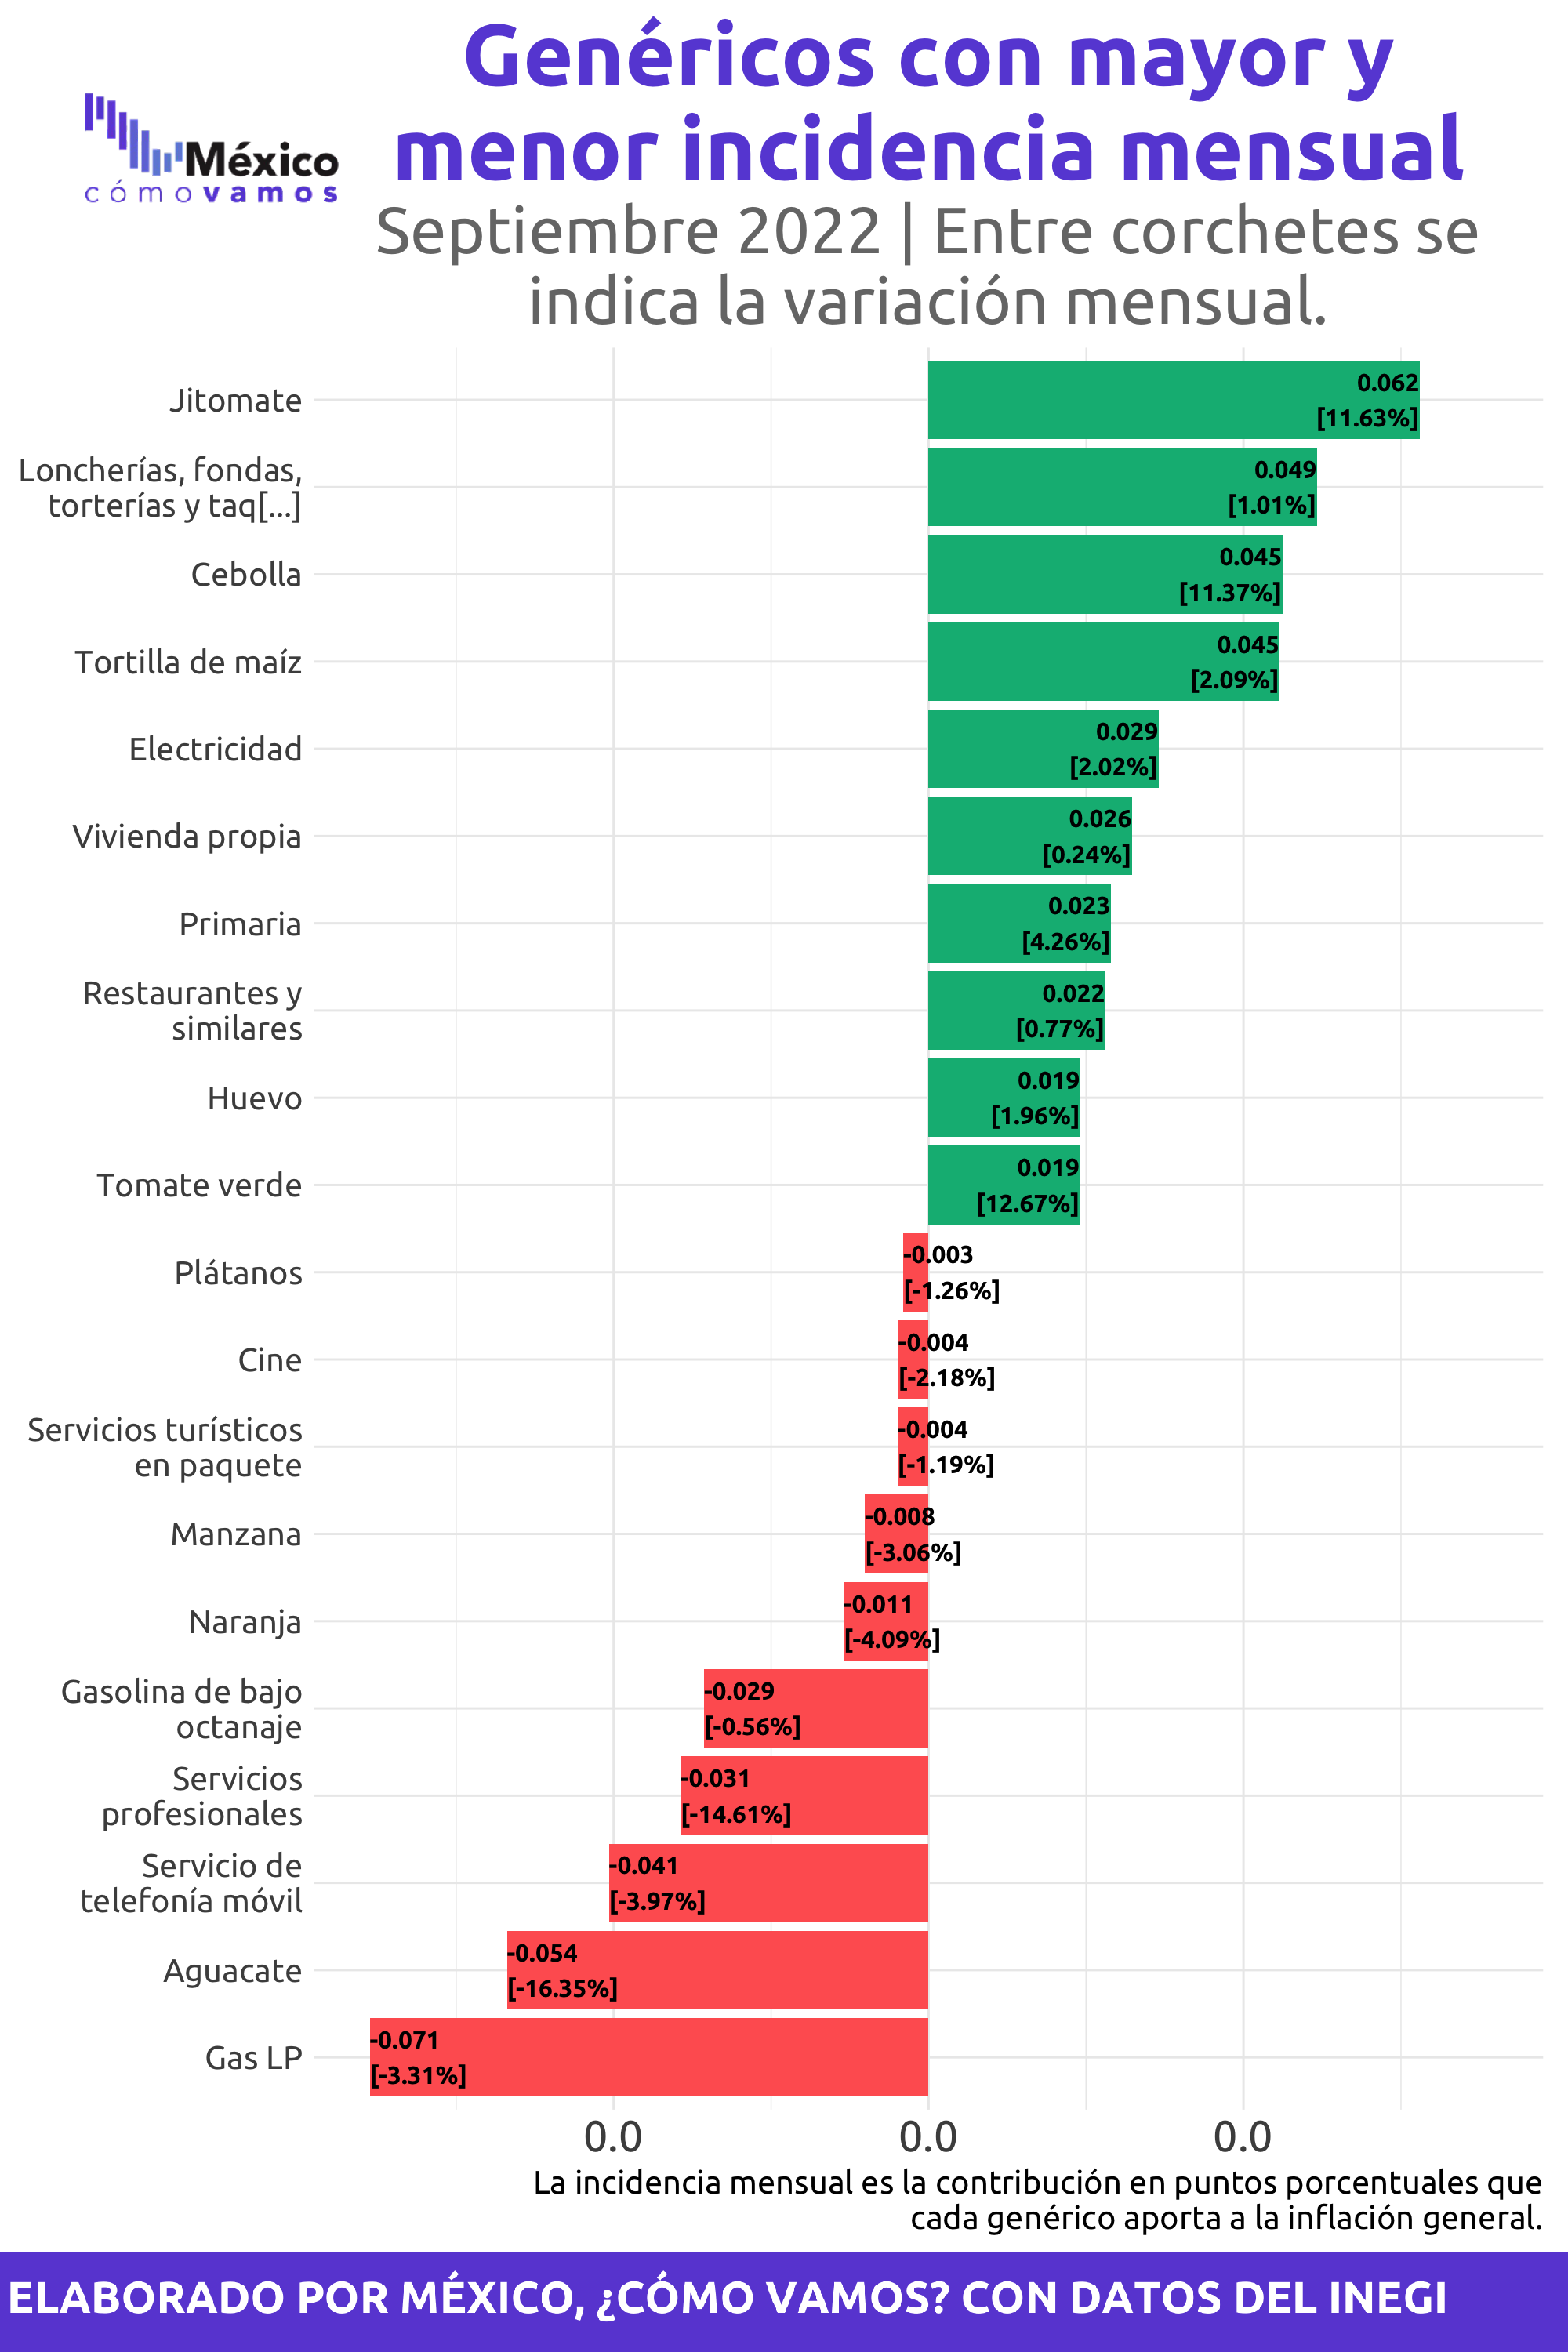 Genéricos con mayor y
menor incidencia mensual
México
cómovamos
Septiembre 2022 | Entre corchetes se
indica la variación mensual.
Jitomate
0.062
[11.63%]
Loncherías, fondas,
torterías y taq[...]
0.049
[1.01%]
Cebolla
0.045
[11.37%]
Tortilla de maíz
0.045
[2.09%]
Electricidad
0.029
[2.02%]
Vivienda propia
0.026
[0.24%]
Primaria
0.023
[4.26%]
Restaurantes y
similares
0.022
[0.77%]
Huevo
0.019
[1.96%]
Tomate verde
0.019
[12.67%]
Plátanos
-0.003
[-1.26%]
Cine
-0.004
[-2.18%]
Servicios turísticos
en paquete
-0.004
[-1.19%]
Manzana
-0.008
[-3.06%]
Naranja
-0.011
[-4.09%]
Gasolina de bajo
octanaje
-0.029
[-0.56%]
Servicios
profesionales
-0.031
[-14.61%]
Servicio de
telefonía móvil
-0.041
[-3.97%]
Aguacate
-0.054
[-16.35%]
Gas LP
-0.071
[-3.31%]
0.0 0.0 0.0
La incidencia mensual es la contribución en puntos porcentuales que
cada genérico aporta a la inflación general.
ELABORADO POR MÉXICO, ¿CÓMO VAMOS? CON DATOS DEL INEGI